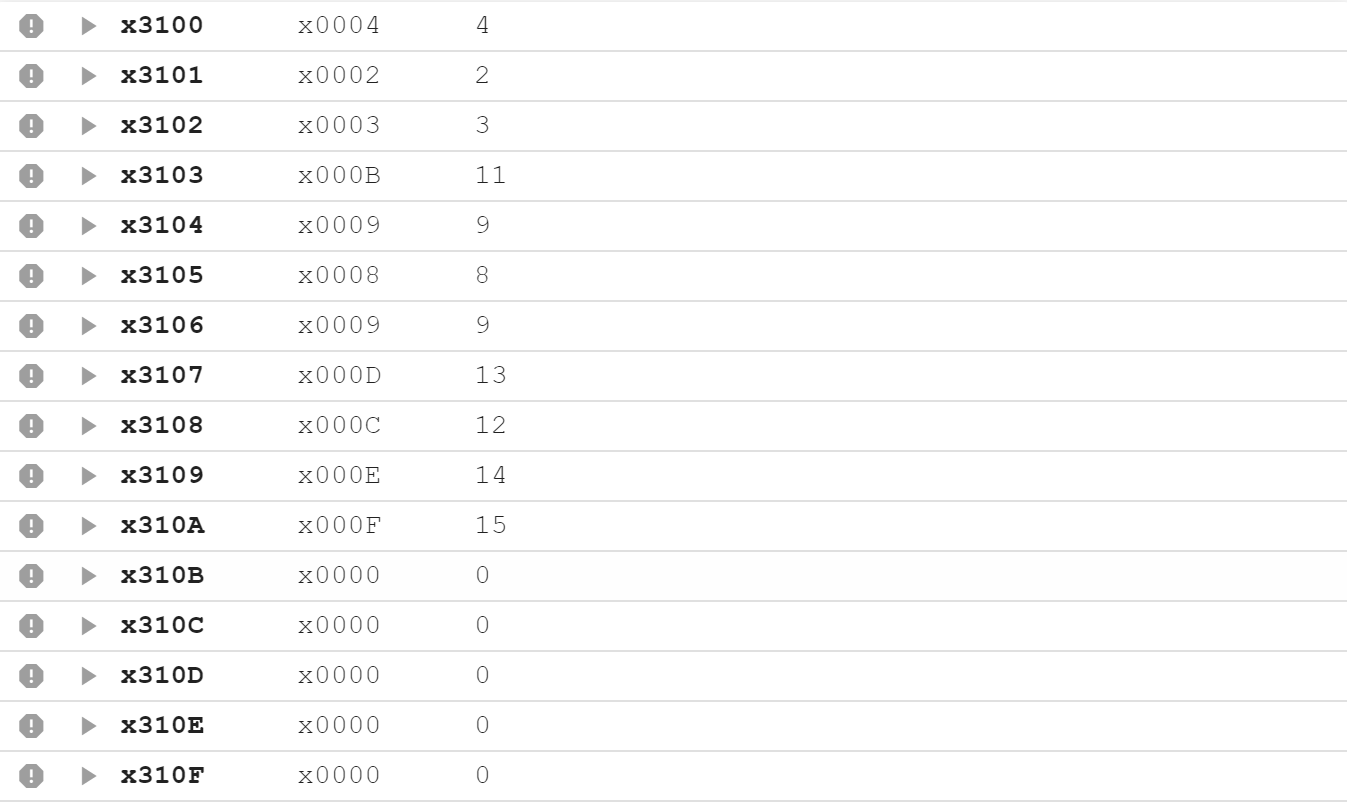 x3100 x0004 4
x3101 x0002 2
x3102 x0003 3
x3103 x000B 11
x3104 x0009 9
x3105 x0008 8
x3106 x0009 9
x3107 x000D 13
x3108 x000C 12
x3109 x000E 14
x310A x000F 15
x310B x0000 0
x310C x0000 0
x310D x0000 0
x310E x0000 0
x310F x0000 0